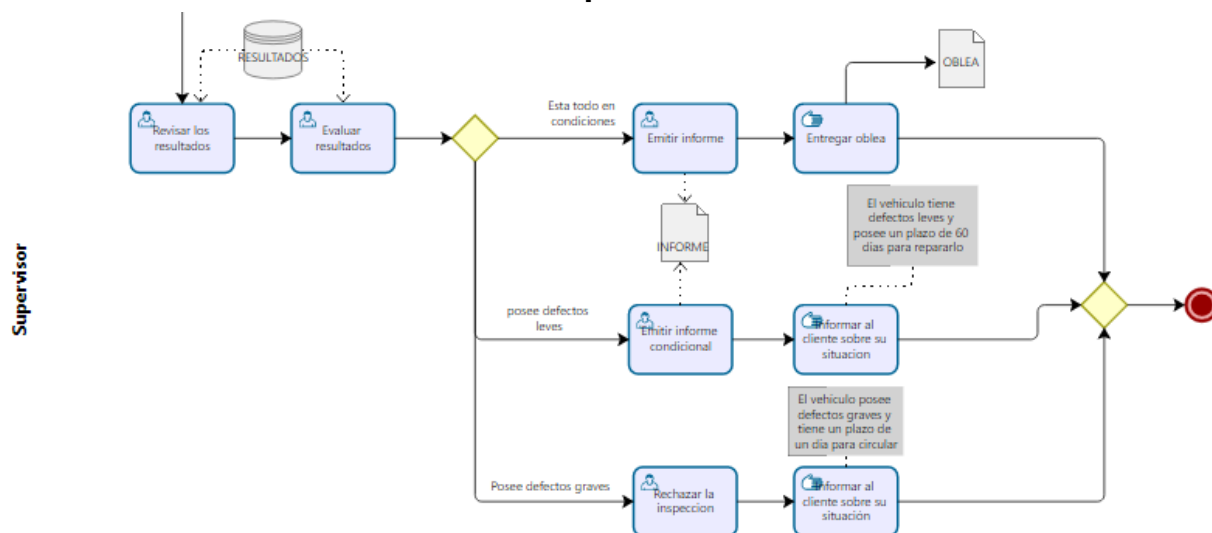 Supervisor
RESULTADOS
Revisar los
resultados
Evaluar
resultados
Esta todo en
condiciones
Emitir informe
Entregar oblea
OBLEA
INFORME
El vehiculo tiene
defectos leves y
posee un plazo de 60
días para repararlo
posee defectos
leves
Emitir informe
condicional
Informar al
cliente sobre su
situacion
El vehiculo posee
defectos graves y
tiene un plazo de
un dia para circular
Posee defectos graves
Rechazar la
inspeccion
Informar al
cliente sobre su
situación